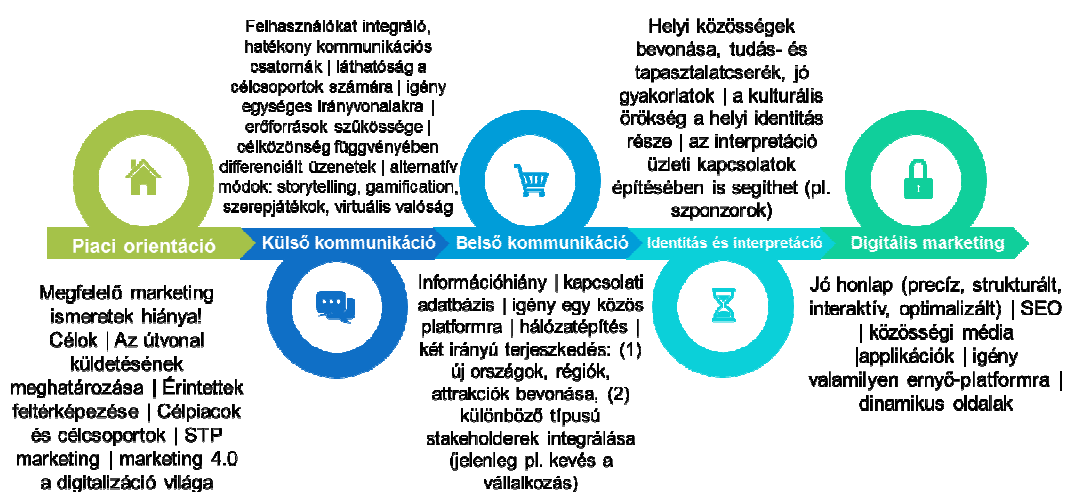 Felhasználókat integráló,
hatékony kommunikációs
csatornák | láthatóság a
célcsoportok számára | igény
egységes irányvonalakra |
erőforrások szűkössége |
célközönség függvényében
differenciált üzenetek | alternatív
módok: storytelling, gamification,
szerepjátékok, virtuális valóság
Helyi közösségek
bevonása, tudás- és
tapasztalatcserék, jó
gyakorlatok | a kulturális
örökség a helyi identitás
része | az interpretáció
üzleti kapcsolatok
építésében is segíthet (pl.
szponzorok)
Piaci orientáció
Külső kommunikáció
Belső kommunikáció
Identitás és interpretáció
Digitális marketing
Megfelelő marketing
ismeretek hiánya!
Célok | Az útvonal
küldetésének
meghatározása | Érintettek
feltérképezése | Célpiacok
és célcsoportok | STP
marketing | marketing 4.0
a digitalizáció világa
Információhiány | kapcsolati
adatbázis | igény egy közös
platformra | hálózatépítés |
két irányú terjeszkedés: (1)
új országok, régiók,
attrakciók bevonása, (2)
különböző típusú
stakeholderek integrálása
(jelenleg pl. kevés a
vállalkozás)
Jó honlap (precíz, strukturált,
interaktív, optimalizált) | SEO
| közösségi média
|applikációk | igény
valamilyen ernyő-platformra |
dinamikus oldalak